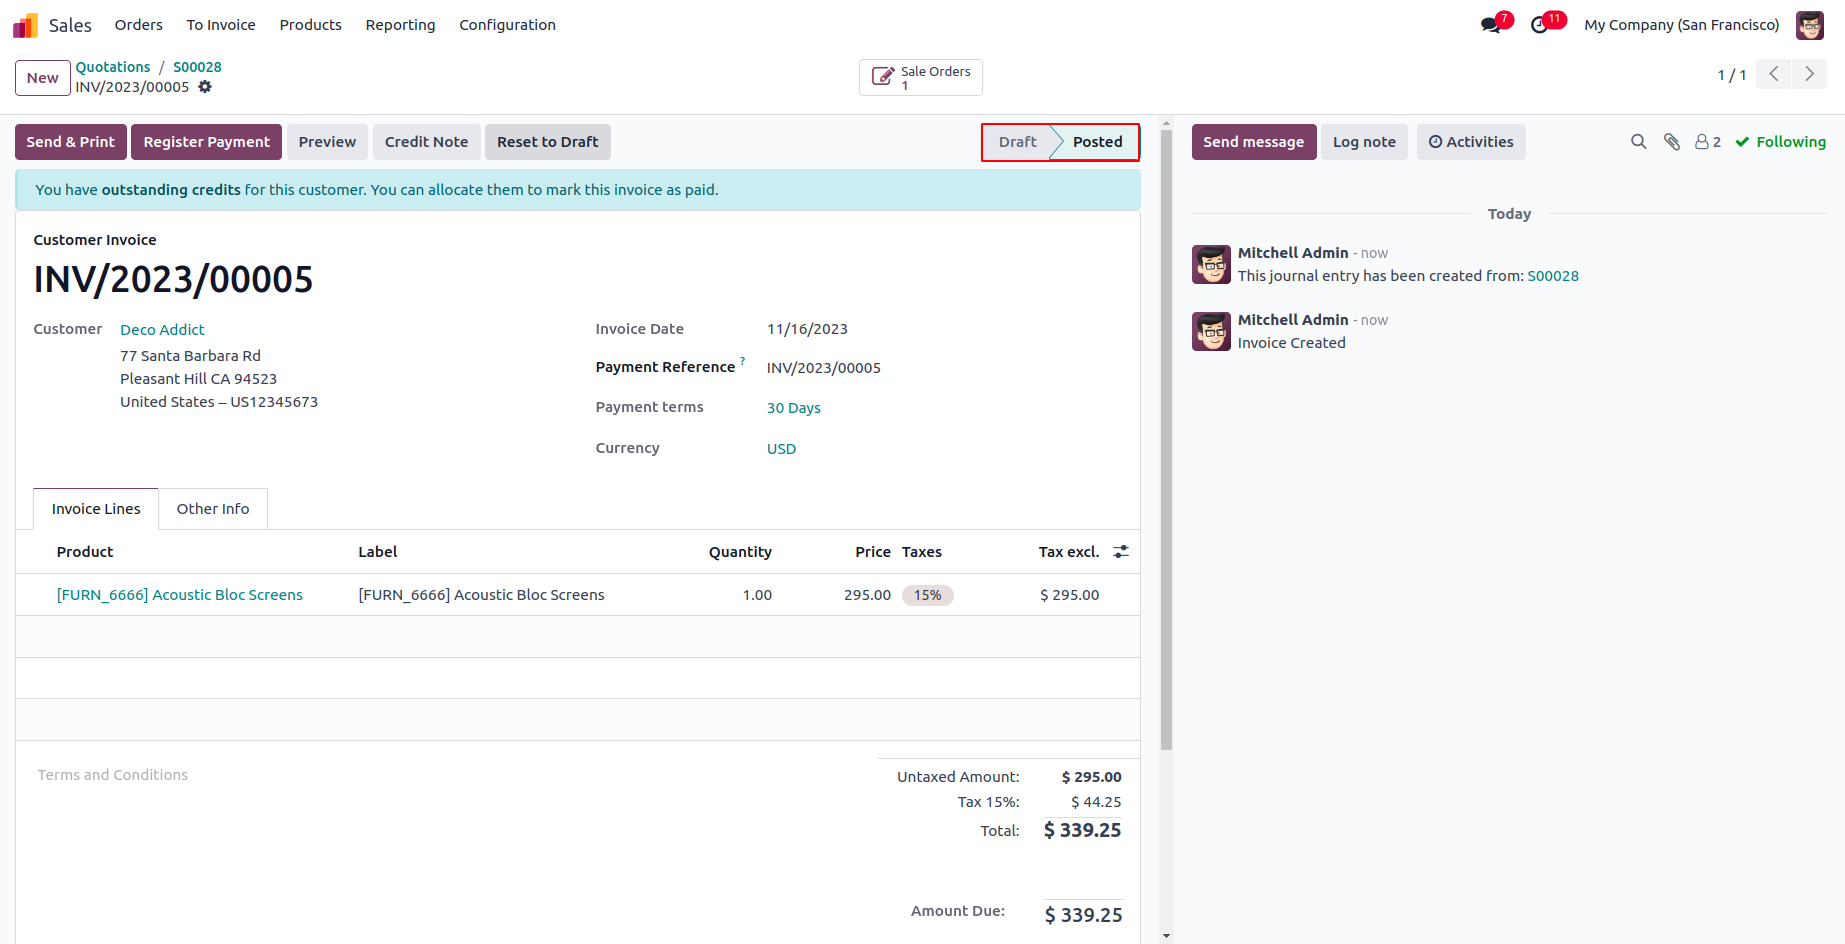 Sales Orders To Invoice Products Reporting Configuration 7 11 My Company (San Francisco)
New Quotations / S00028
INV/2023/00005
Sale Orders
1
1 / 1
Send & Print Register Payment Preview Credit Note Reset to Draft Draft Posted
Send message Log note Activities 2 Following
You have outstanding credits for this customer. You can allocate them to mark this invoice as paid.
Customer Invoice
INV/2023/00005
Customer Deco Addict
77 Santa Barbara Rd
Pleasant Hill CA 94523
United States – US12345673
Invoice Date 11/16/2023
Payment Reference ? INV/2023/00005
Payment terms 30 Days
Currency USD
Invoice Lines Other Info
Product Label Quantity Price Taxes Tax excl.
[FURN_6666] Acoustic Bloc Screens [FURN_6666] Acoustic Bloc Screens 1.00 295.00 15% $ 295.00
Terms and Conditions
Untaxed Amount: $ 295.00
Tax 15%: $ 44.25
Total: $ 339.25
Amount Due: $ 339.25
Today
Mitchell Admin - now
This journal entry has been created from: S00028
Mitchell Admin - now
Invoice Created